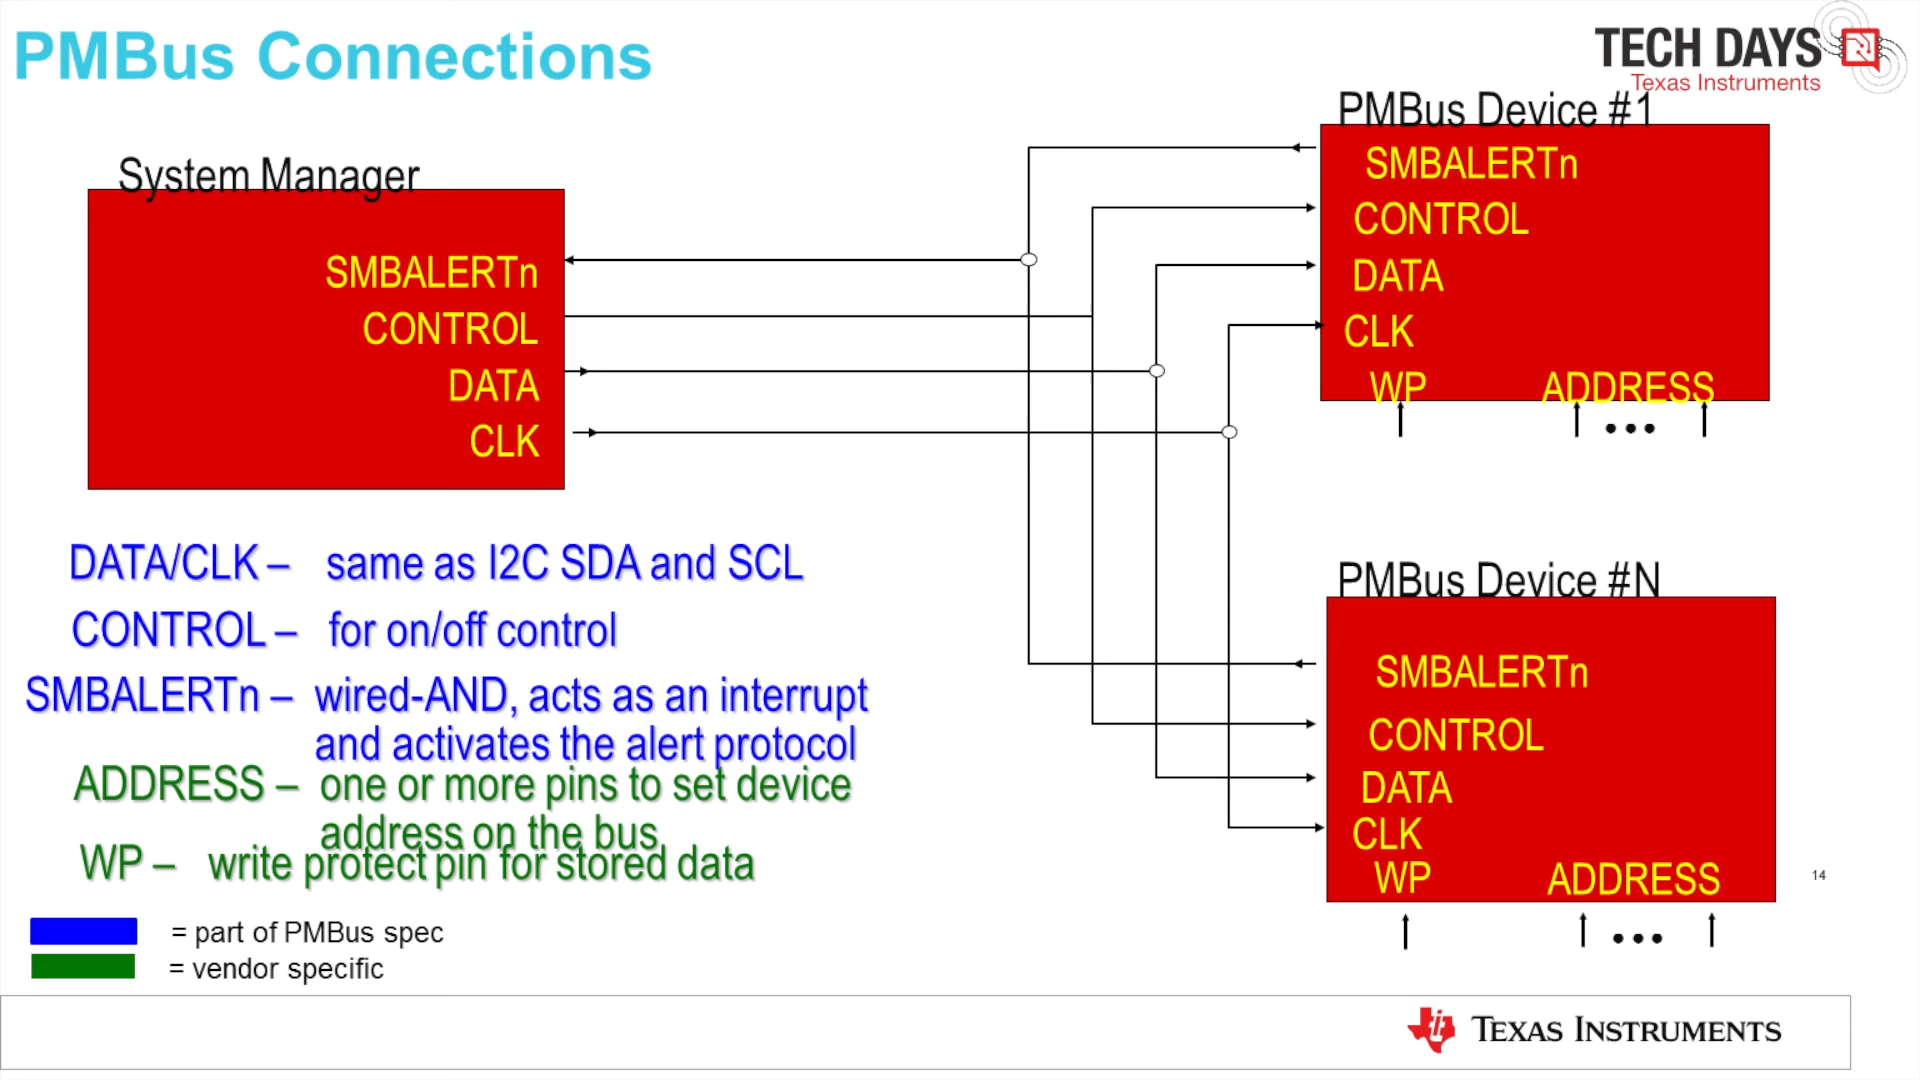 PMBus Connections
TECH DAYS
Texas Instruments
System Manager
SMBALERTn
CONTROL
DATA
CLK
PMBus Device #1
SMBALERTn
CONTROL
DATA
CLK
WP ADDRESS
DATA/CLK – same as I2C SDA and SCL
CONTROL – for on/off control
SMBALERTn – wired-AND, acts as an interrupt
and activates the alert protocol
ADDRESS – one or more pins to set device
address on the bus
WP – write protect pin for stored data
PMBus Device #N
SMBALERTn
CONTROL
DATA
CLK
WP ADDRESS
14
= part of PMBus spec
= vendor specific
TEXAS INSTRUMENTS